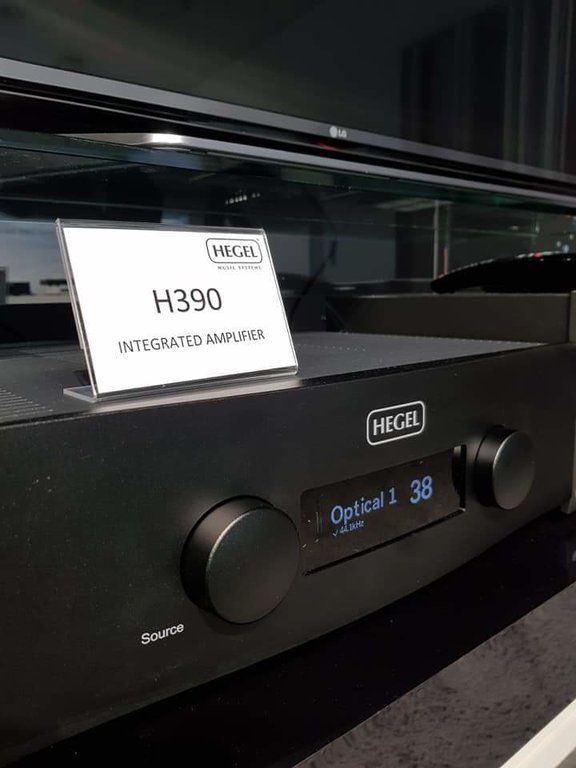 LG
HEGEL
MUSIC SYSTEMS
H390
INTEGRATED AMPLIFIER
HEGEL
Optical 1 38
✓ 44.1kHz
Source